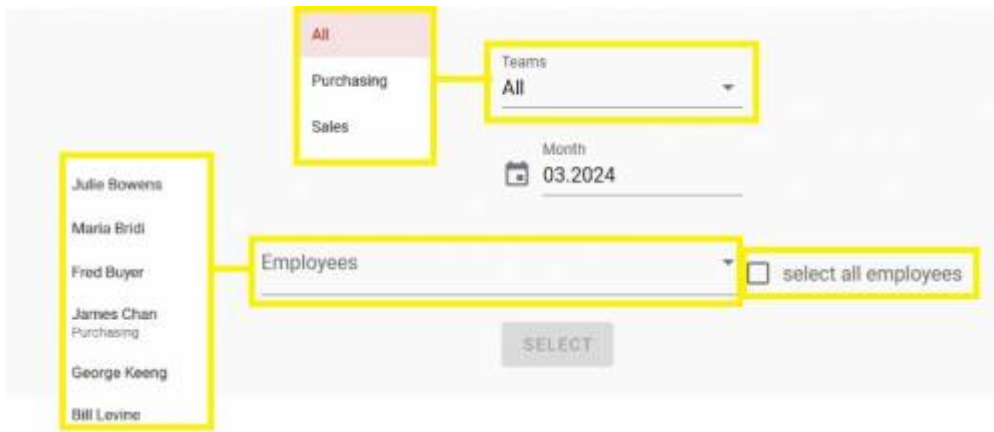 All
Purchasing
Sales
Teams
All
Month
03.2024
Julie Bowens
Maria Bridi
Fred Buyer
James Chan
Purchasing
George Keeng
Bill Levine
Employees
select all employees
SELECT